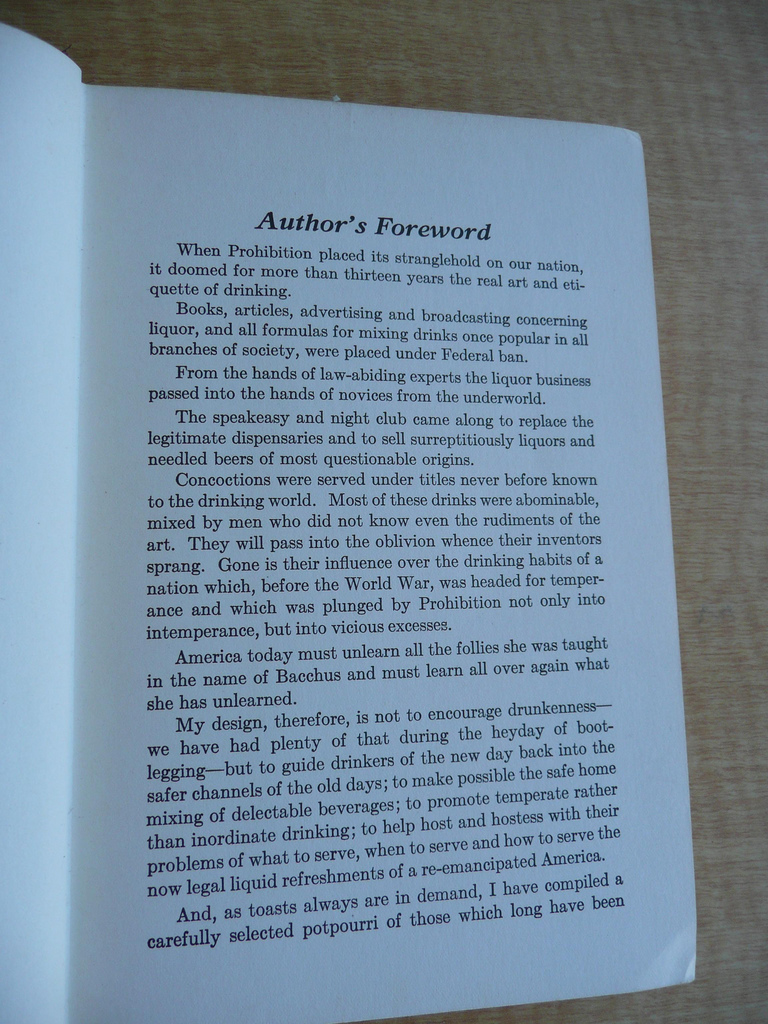 Author's Foreword
When Prohibition placed its stranglehold on our nation,
it doomed for more than thirteen years the real art and eti-
quette of drinking.
Books, articles, advertising and broadcasting concerning
liquor, and all formulas for mixing drinks once popular in all
branches of society, were placed under Federal ban.
From the hands of law-abiding experts the liquor business
passed into the hands of novices from the underworld.
The speakeasy and night club came along to replace the
legitimate dispensaries and to sell surreptitiously liquors and
needled beers of most questionable origins.
Concoctions were served under titles never before known
to the drinking world. Most of these drinks were abominable,
mixed by men who did not know even the rudiments of the
art. They will pass into the oblivion whence their inventors
sprang. Gone is their influence over the drinking habits of a
nation which, before the World War, was headed for temper-
ance and which was plunged by Prohibition not only into
intemperance, but into vicious excesses.
America today must unlearn all the follies she was taught
in the name of Bacchus and must learn all over again what
she has unlearned.
My design, therefore, is not to encourage drunkenness—
we have had plenty of that during the heyday of boot-
legging—but to guide drinkers of the new day back into the
safer channels of the old days; to make possible the safe home
mixing of delectable beverages; to promote temperate rather
than inordinate drinking; to help host and hostess with their
problems of what to serve, when to serve and how to serve the
now legal liquid refreshments of a re-emancipated America.
And, as toasts always are in demand, I have compiled a
carefully selected potpourri of those which long have been